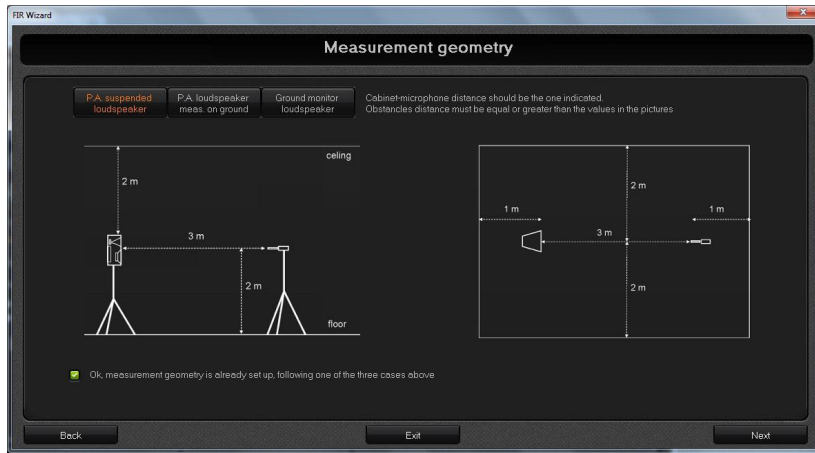 FIR Wizard
Measurement geometry
P.A. suspended
loudspeaker
P.A. loudspeaker
meas. on ground
Ground monitor
loudspeaker
Cabinet-microphone distance should be the one indicated.
Obstancles distance must be equal or greater than the values in the pictures
celing
2 m
3 m
2 m
floor
2 m
1 m
1 m
3 m
2 m
Ok, measurement geometry is already set up, following one of the three cases above
Back
Exit
Next